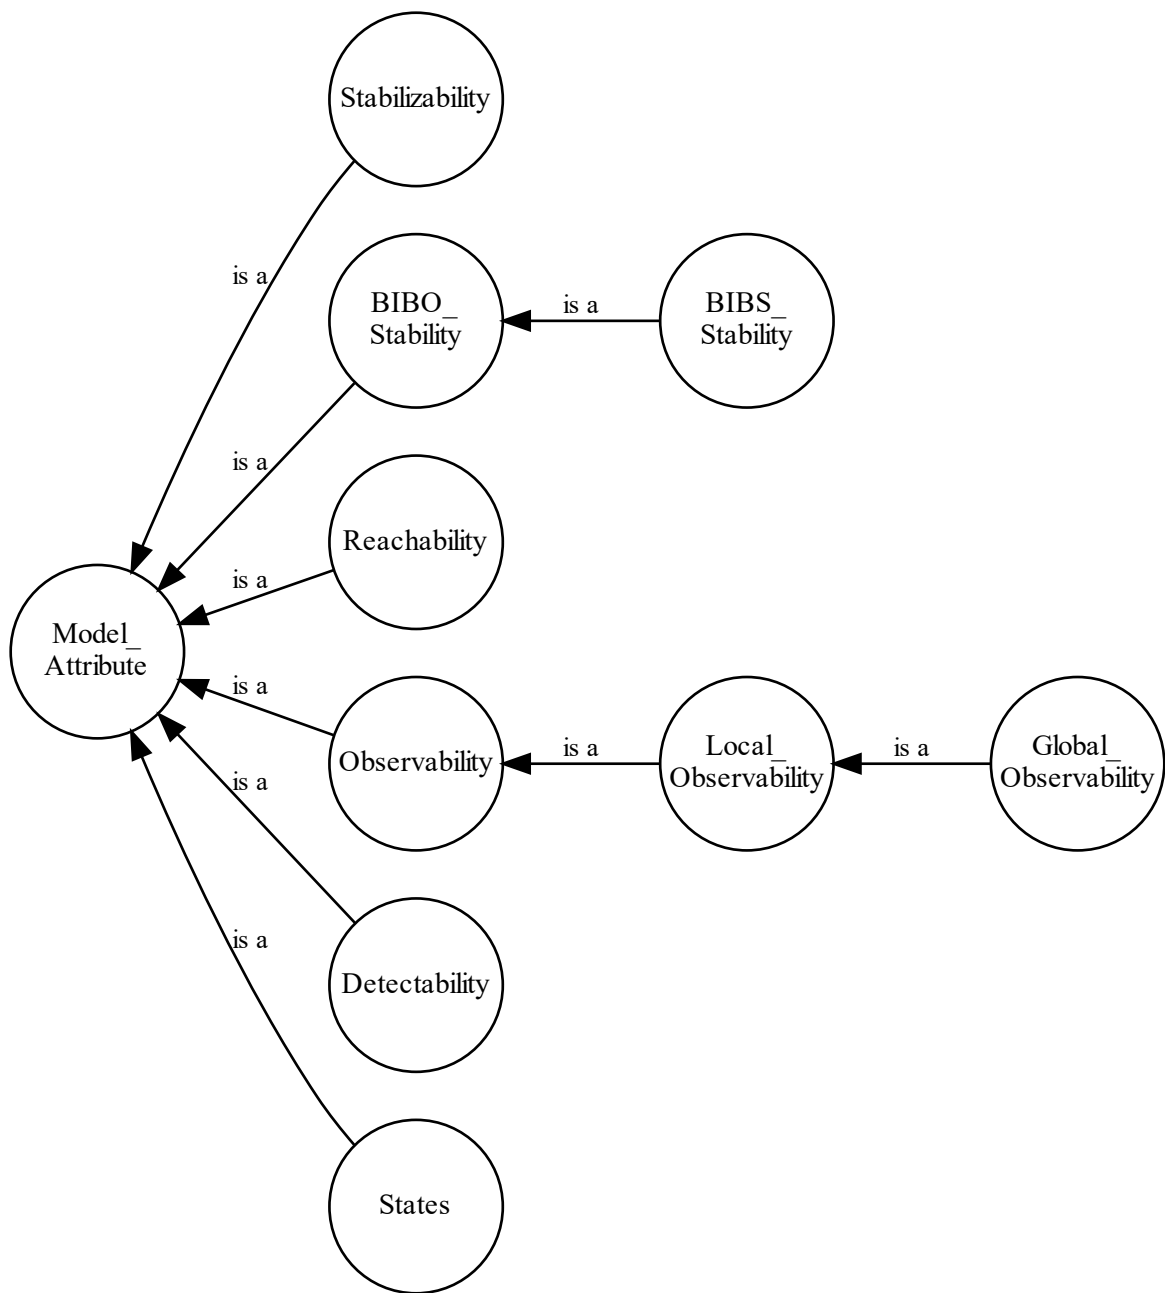 Stabilizability
is a
BIBO_
Stability
is a
BIBS_
Stability
is a
Reachability
is a
Model_
Attribute
is a
Observability
is a
Local_
Observability
is a
Global_
Observability
is a
Detectability
is a
States